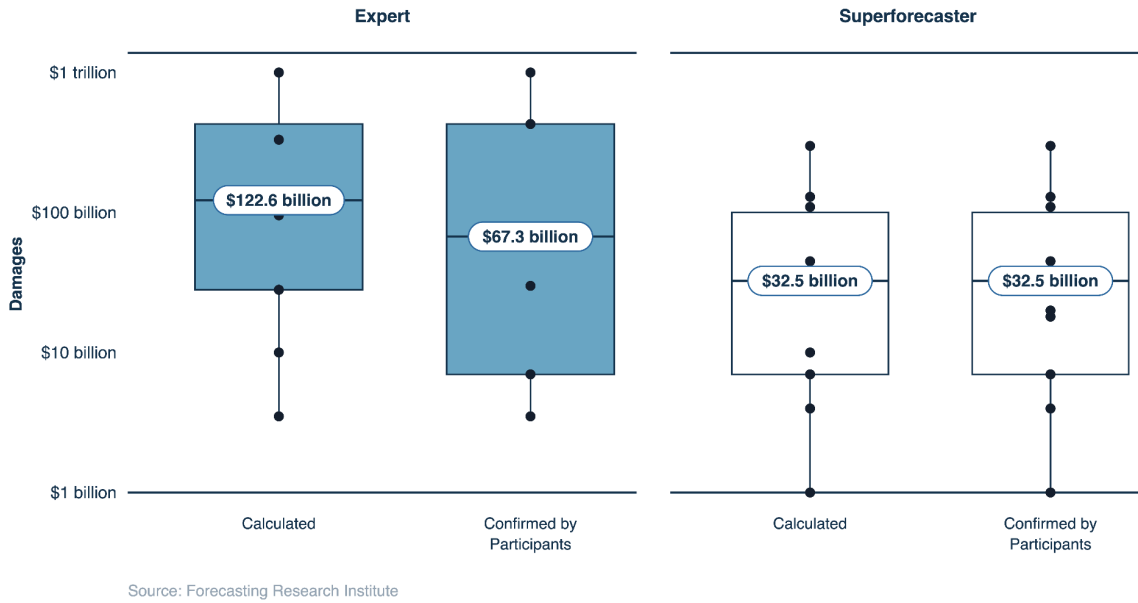 Expert
Superforecaster
$1 trillion
$100 billion
$10 billion
$1 billion
Damages
$122.6 billion
$67.3 billion
$32.5 billion
$32.5 billion
Calculated
Confirmed by
Participants
Calculated
Confirmed by
Participants
Source: Forecasting Research Institute